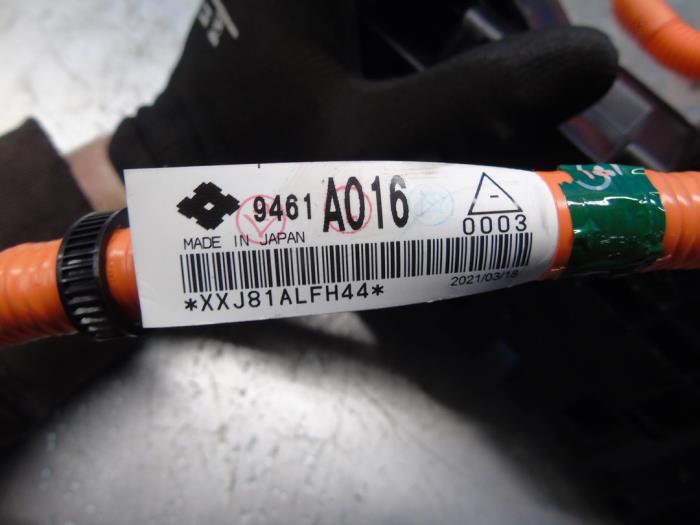 9461 A016
-
0003
MADE IN JAPAN
2021/03/18
*XXJ81ALFH44*